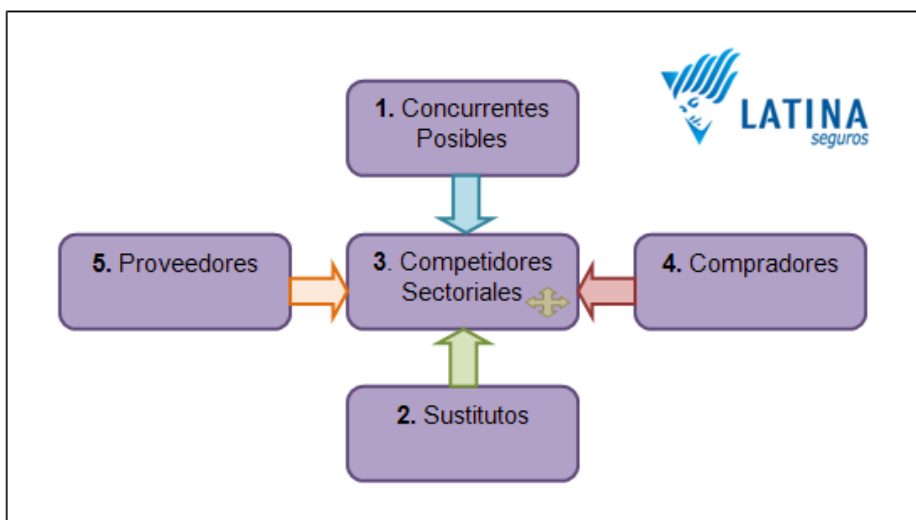 1. Concurrentes
Posibles
LATINA
seguros
5. Proveedores
3. Competidores
Sectoriales
4. Compradores
2. Sustitutos